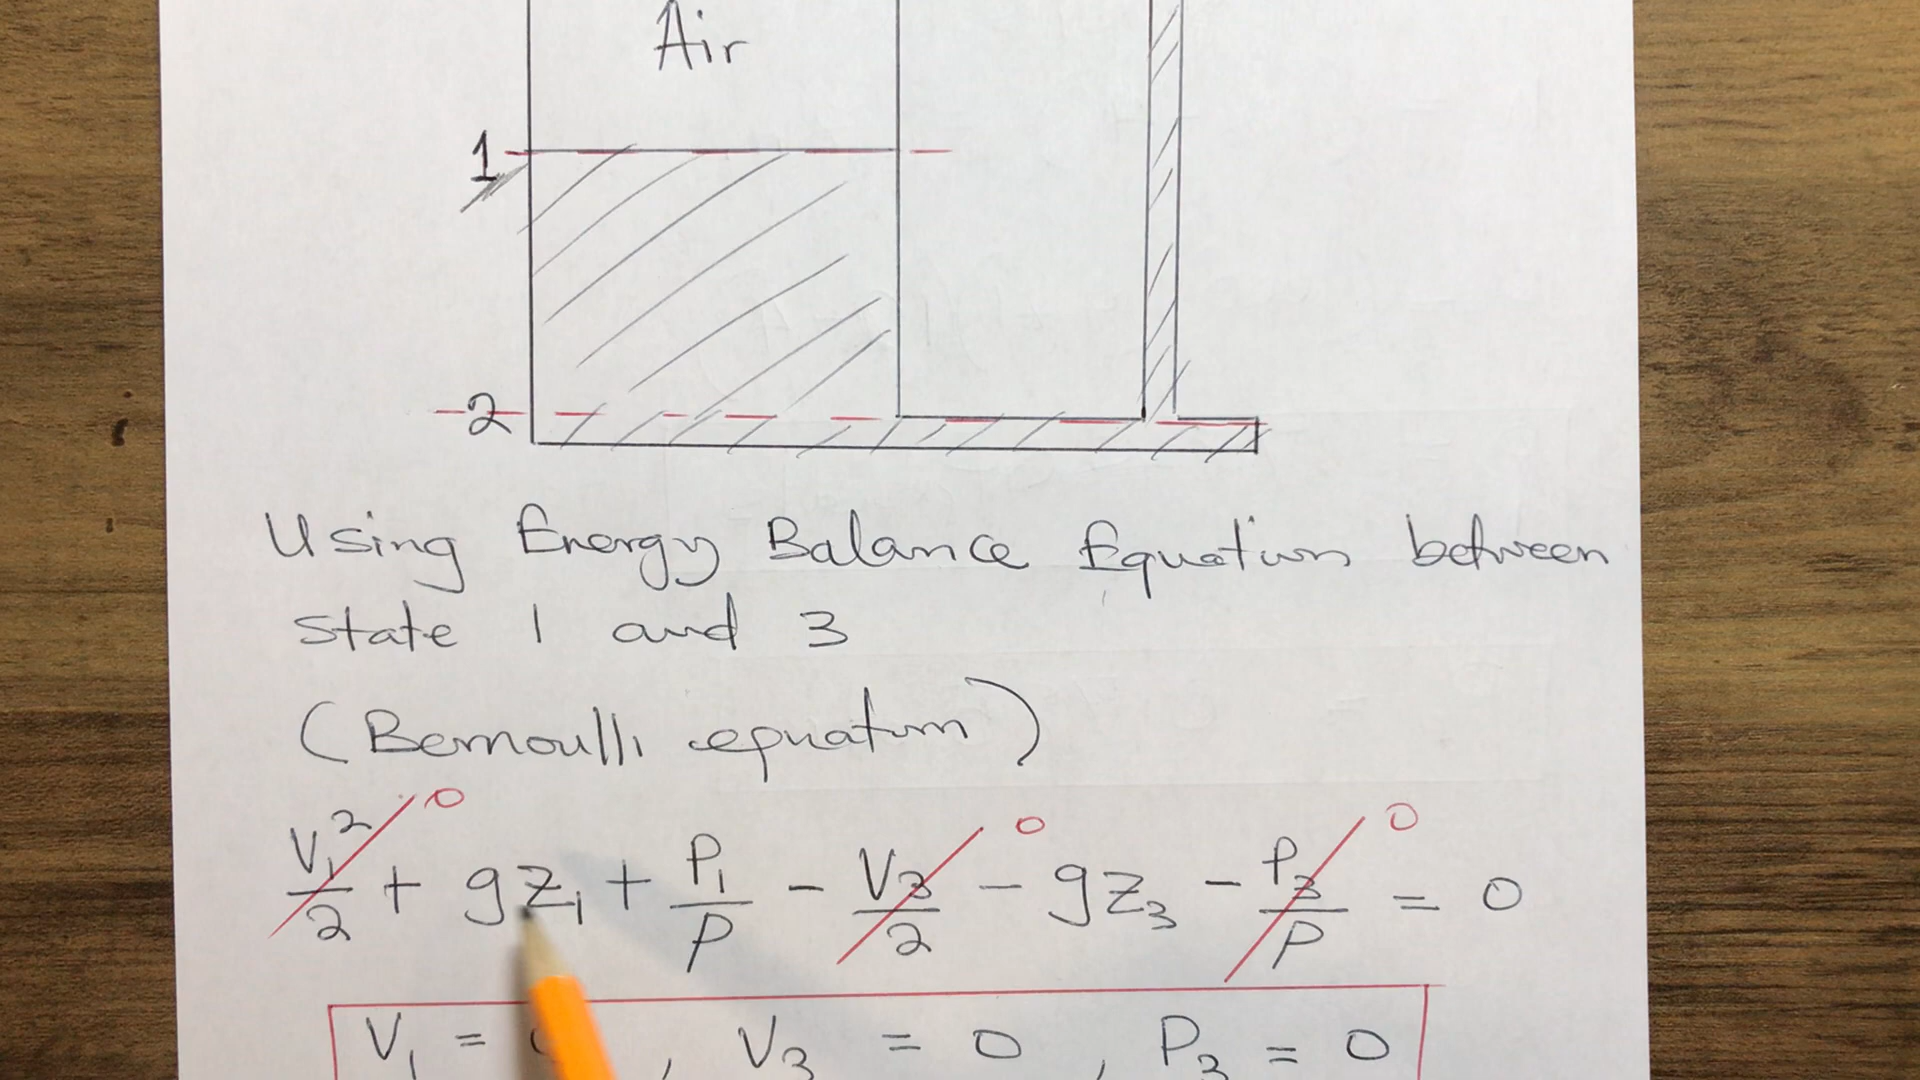 Air
1
2
Using Energy Balance Equation between
state 1 and 3
(Bernoulli equation)
V₁²/2 + gz₁ + P₁/ρ - V₃/2 - gz₃ - P₃/ρ = 0
0 0 0
V₁ = , V₃ = 0 , P₃ = 0